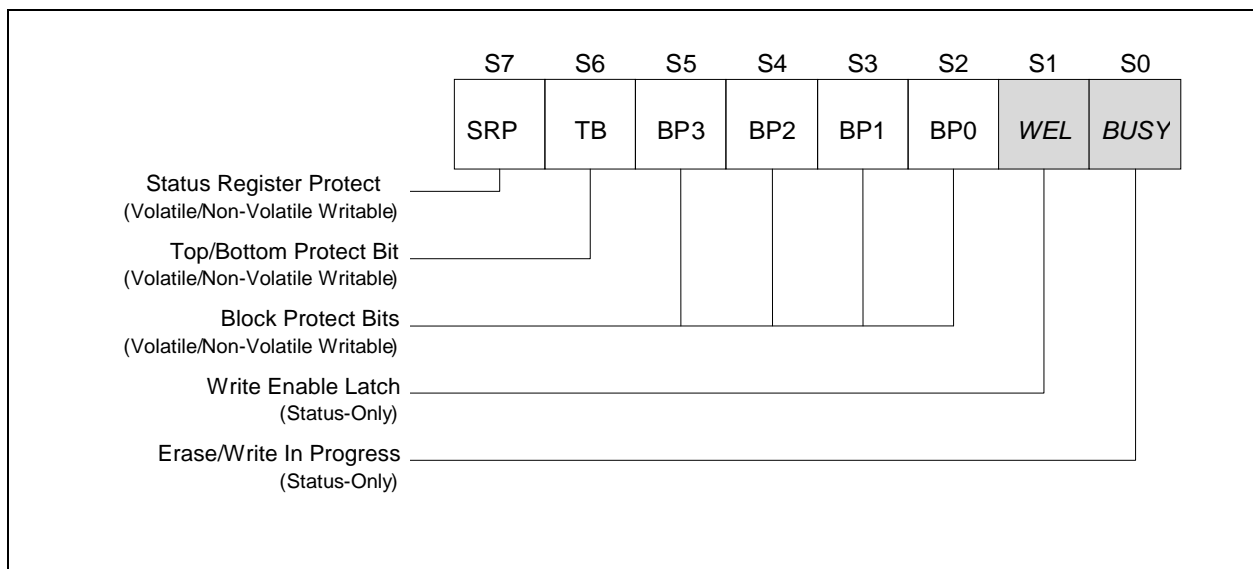 S7 S6 S5 S4 S3 S2 S1 S0
SRP TB BP3 BP2 BP1 BP0 WEL BUSY
Status Register Protect
(Volatile/Non-Volatile Writable)
Top/Bottom Protect Bit
(Volatile/Non-Volatile Writable)
Block Protect Bits
(Volatile/Non-Volatile Writable)
Write Enable Latch
(Status-Only)
Erase/Write In Progress
(Status-Only)